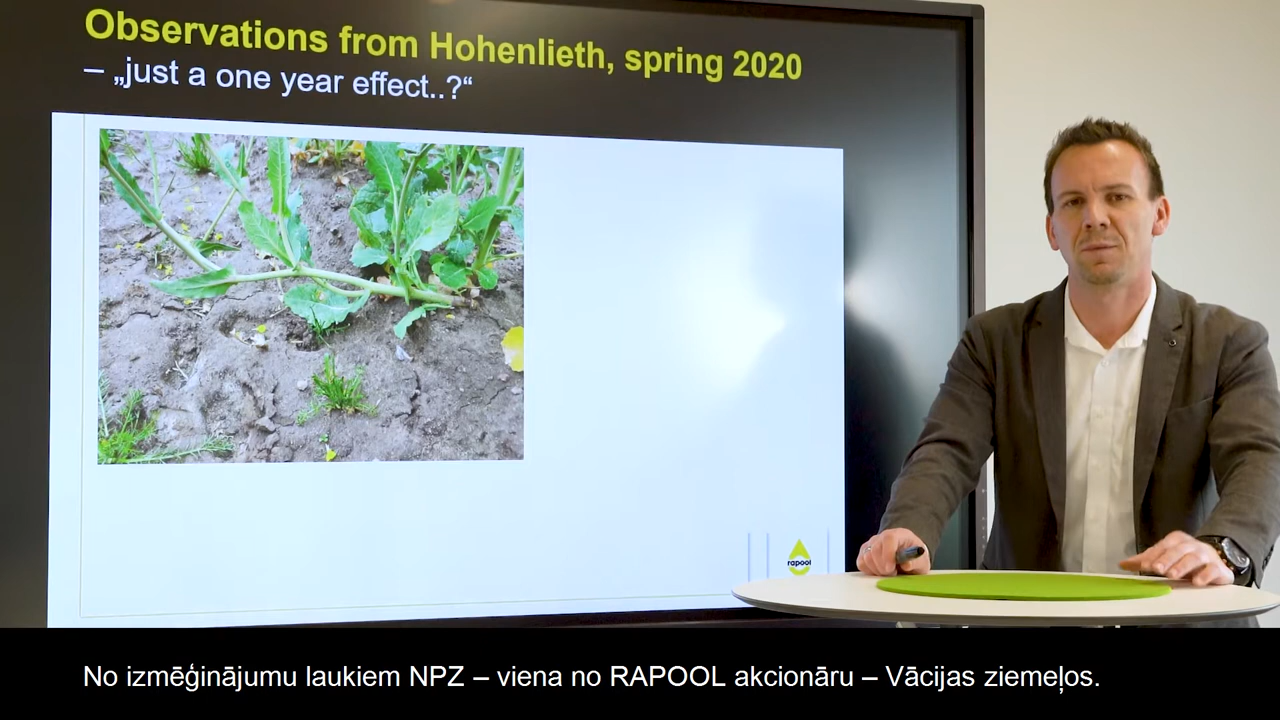 Observations from Hohenlieth, spring 2020
– „just a one year effect..?“
rapool
No izmēģinājumu laukiem NPZ – viena no RAPOOL akcionāru – Vācijas ziemeļos.